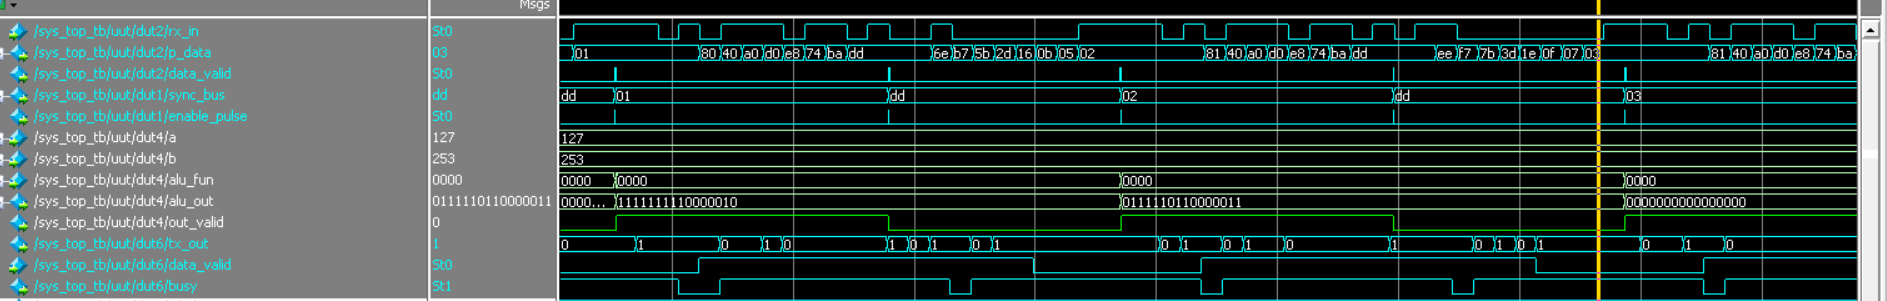 Msgs
/sys_top_tb/uut/dut2/rx_in St0
/sys_top_tb/uut/dut2/p_data 03 01 80 40 a0 d0 e8 74 ba dd 6e b7 5b 2d 16 0b 05 02 81 40 a0 d0 e8 74 ba dd ee f7 7b 3d 1e 0f 07 03 81 40 a0 d0 e8 74 ba
/sys_top_tb/uut/dut2/data_valid St0
/sys_top_tb/uut/dut1/sync_bus dd dd 01 dd 02 dd 03
/sys_top_tb/uut/dut1/enable_pulse St0
/sys_top_tb/uut/dut4/a 127 127
/sys_top_tb/uut/dut4/b 253 253
/sys_top_tb/uut/dut4/alu_fun 0000 0000 0000 0000 0000
/sys_top_tb/uut/dut4/alu_out 0111110110000011 0000... 1111111110000010 0111110110000011 0000000000000000
/sys_top_tb/uut/dut4/out_valid 0
/sys_top_tb/uut/dut6/tx_out 1 0 1 0 1 0 1 0 1 0 1 0 1 0 1 0 1 0 1 0 1 0 1 0
/sys_top_tb/uut/dut6/data_valid St0
/sys_top_tb/uut/dut6/busy St1